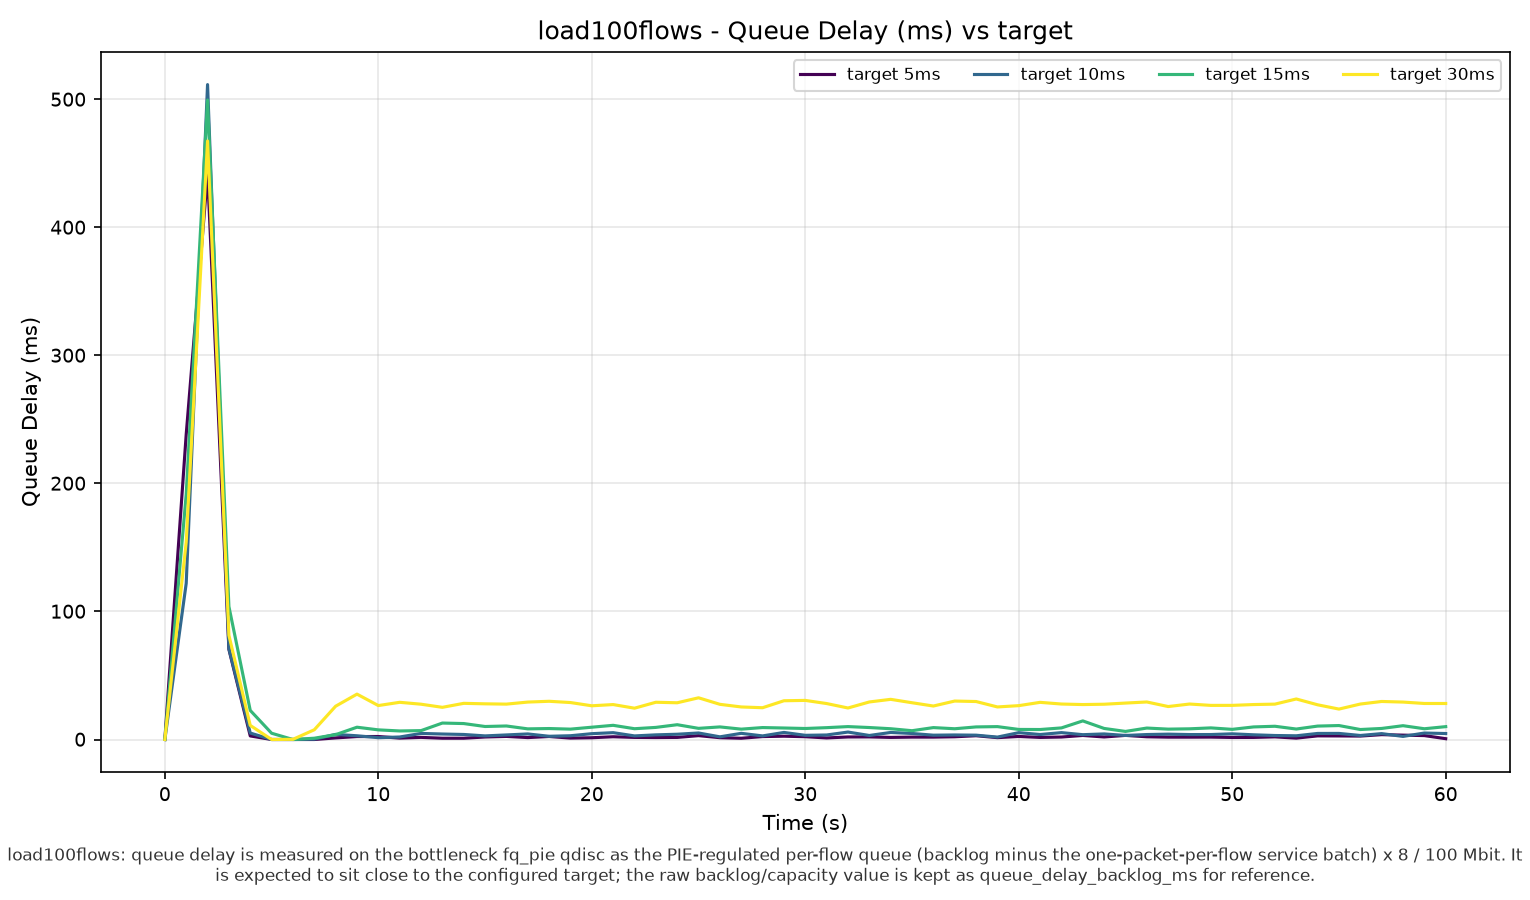 load100flows - Queue Delay (ms) vs target
target 5ms
target 10ms
target 15ms
target 30ms
Queue Delay (ms)
500
400
300
200
100
0
0
10
20
30
40
50
60
Time (s)
load100flows: queue delay is measured on the bottleneck fq_pie qdisc as the PIE-regulated per-flow queue (backlog minus the one-packet-per-flow service batch) x 8 / 100 Mbit. It
is expected to sit close to the configured target; the raw backlog/capacity value is kept as queue_delay_backlog_ms for reference.